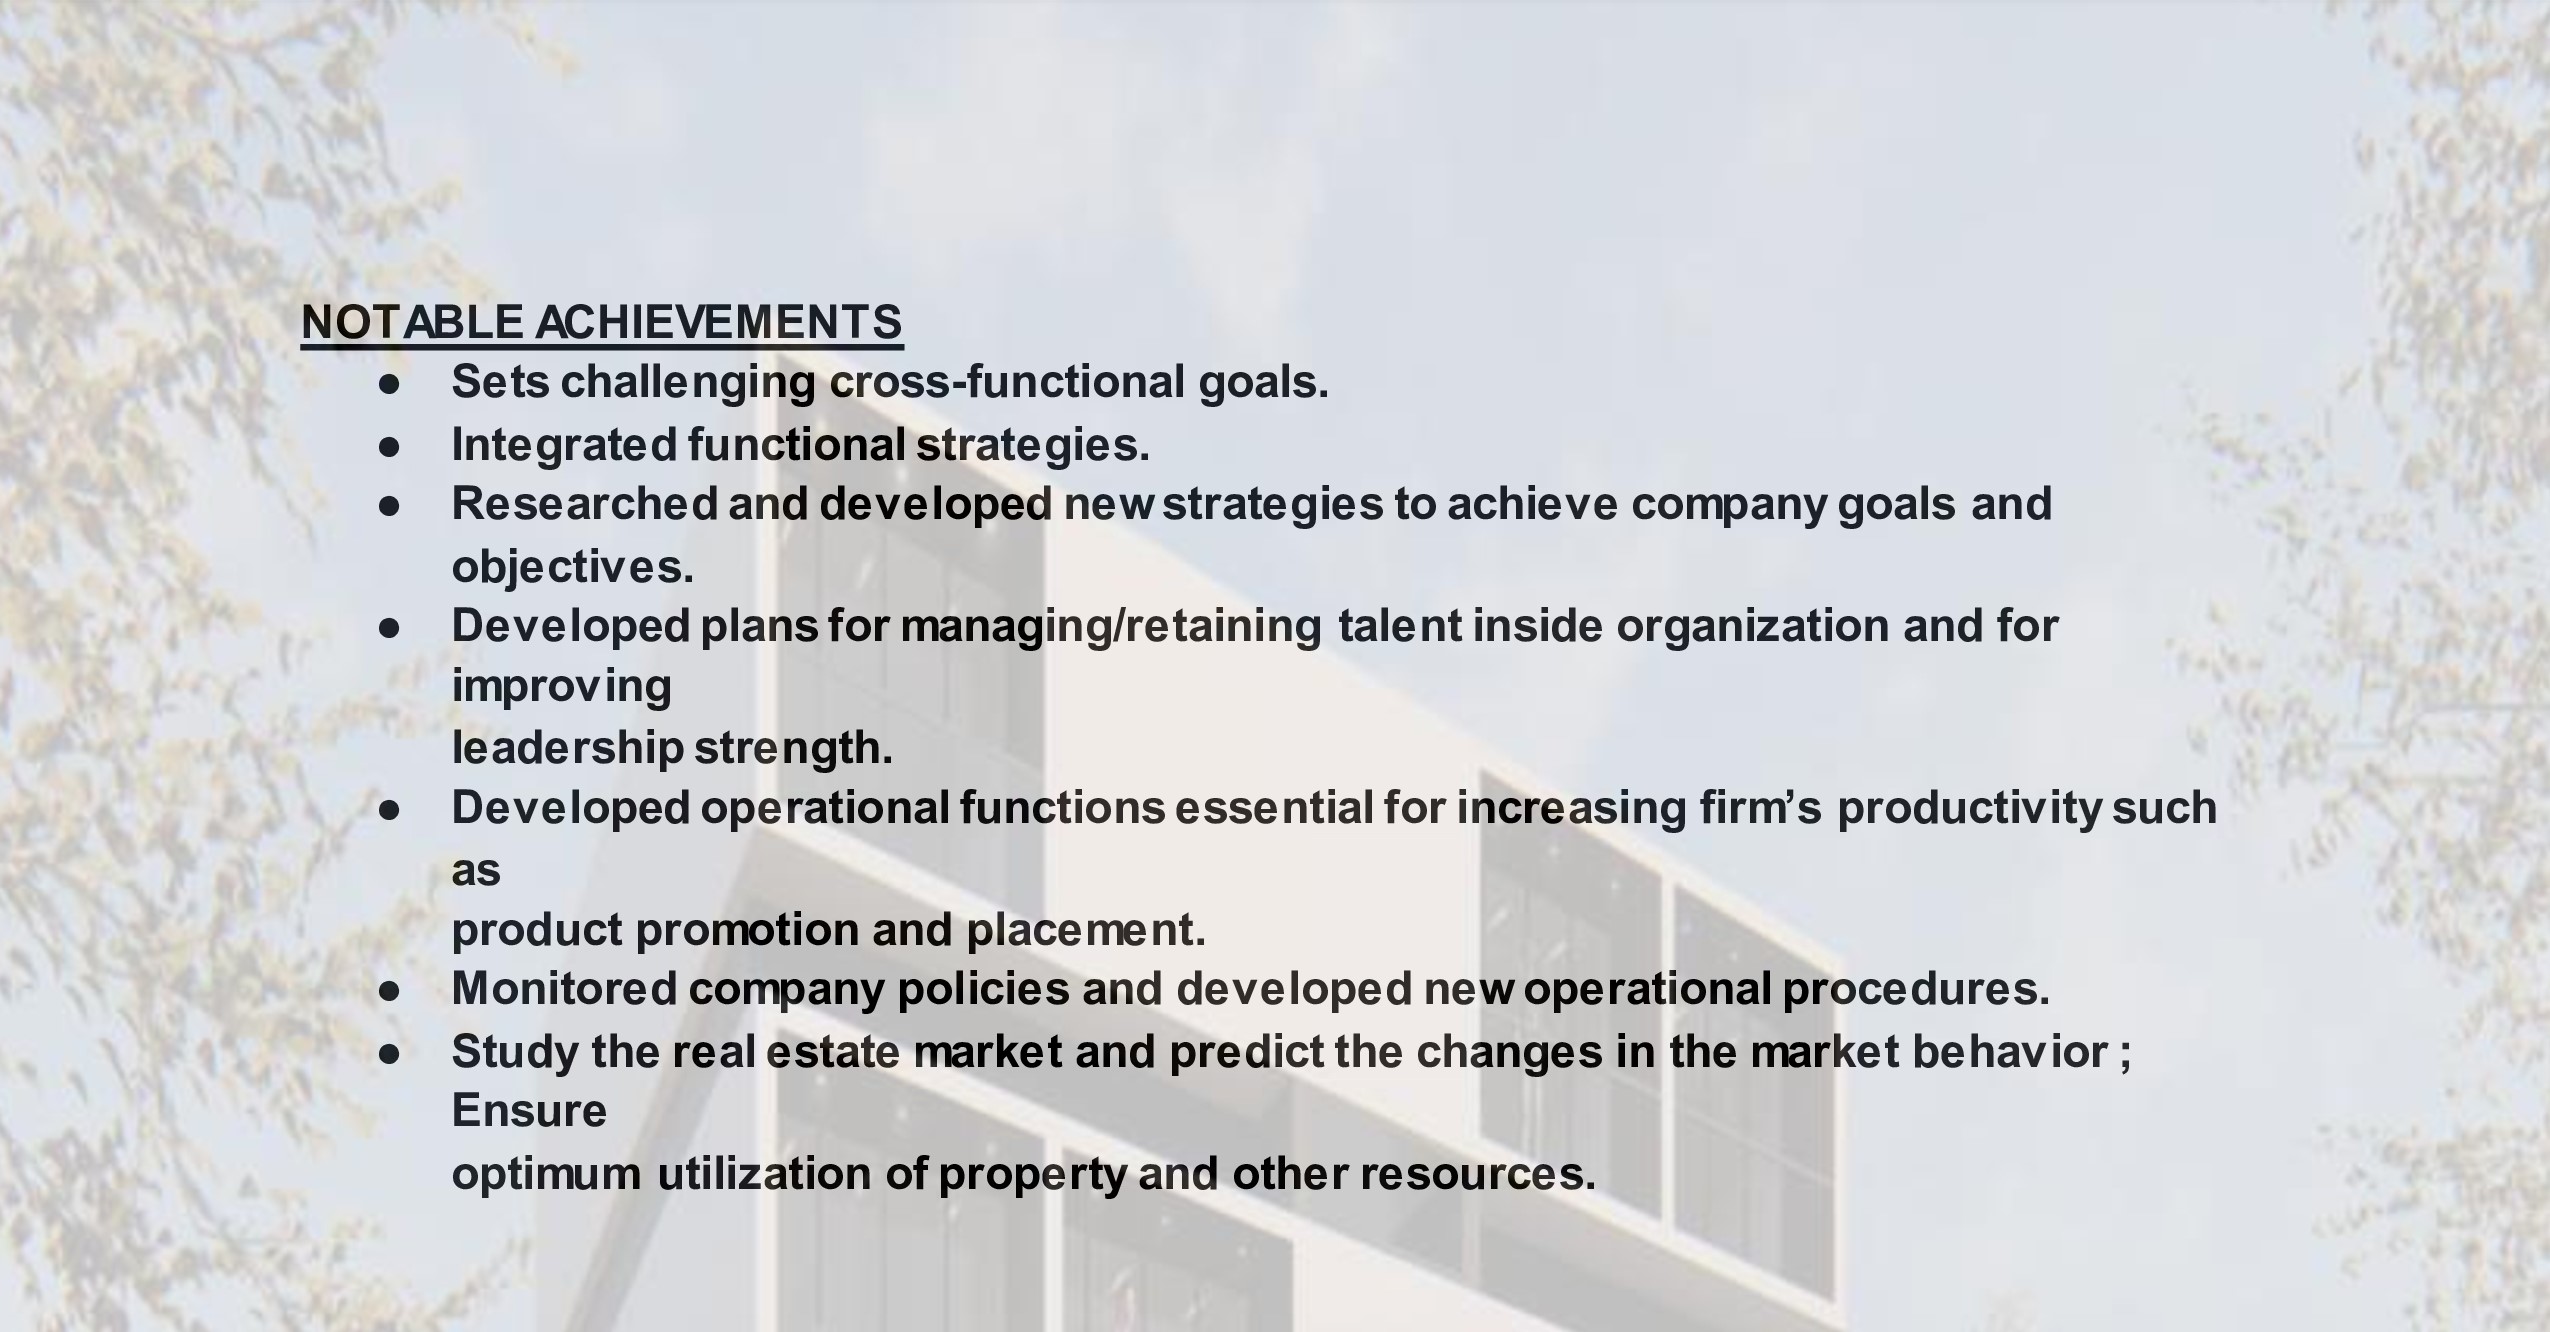 NOTABLE ACHIEVEMENTS
● Sets challenging cross-functional goals.
● Integrated functional strategies.
● Researched and developed new strategies to achieve company goals and
objectives.
● Developed plans for managing/retaining talent inside organization and for
improving
leadership strength.
● Developed operational functions essential for increasing firm’s productivity such
as
product promotion and placement.
● Monitored company policies and developed new operational procedures.
● Study the real estate market and predict the changes in the market behavior ;
Ensure
optimum utilization of property and other resources.